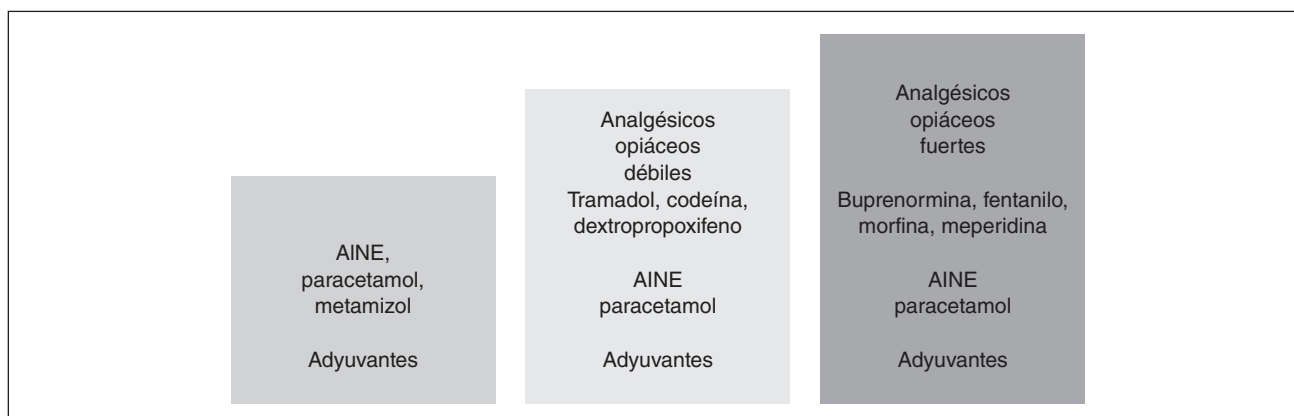 AINE,
paracetamol,
metamizol
Adyuvantes
Analgésicos
opiáceos
débiles
Tramadol, codeína,
dextropropoxifeno
AINE
paracetamol
Adyuvantes
Analgésicos
opiáceos
fuertes
Buprenormina, fentanilo,
morfina, meperidina
AINE
paracetamol
Adyuvantes